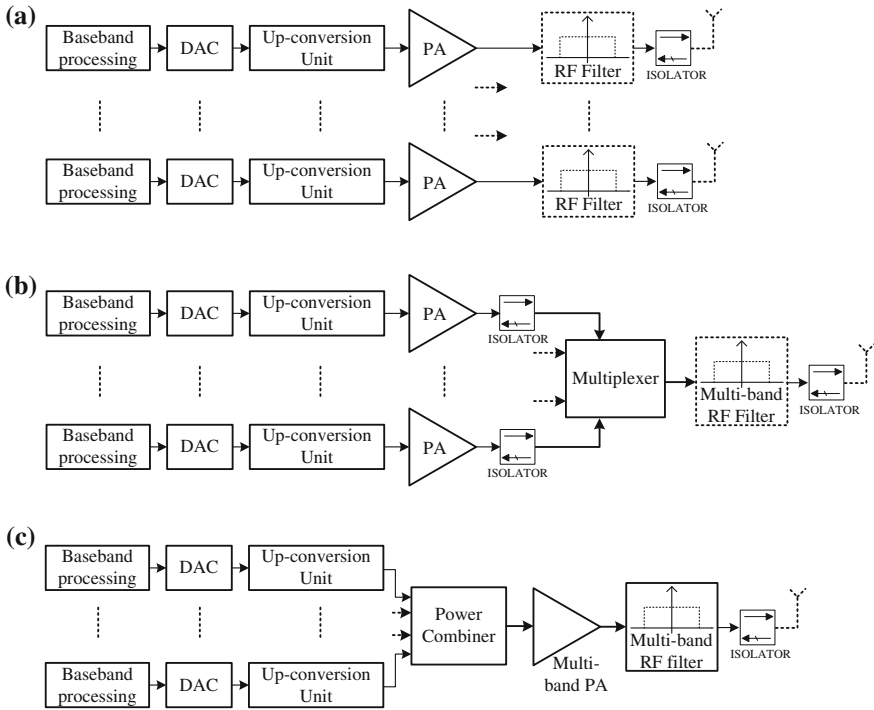 (a)
Baseband
processing
DAC
Up-conversion
Unit
PA
RF Filter
ISOLATOR
Baseband
processing
DAC
Up-conversion
Unit
PA
RF Filter
ISOLATOR
(b)
Baseband
processing
DAC
Up-conversion
Unit
PA
ISOLATOR
Multiplexer
Multi-band
RF Filter
ISOLATOR
Baseband
processing
DAC
Up-conversion
Unit
PA
ISOLATOR
(c)
Baseband
processing
DAC
Up-conversion
Unit
Power
Combiner
Multi-
band PA
Multi-band
RF filter
ISOLATOR
Baseband
processing
DAC
Up-conversion
Unit